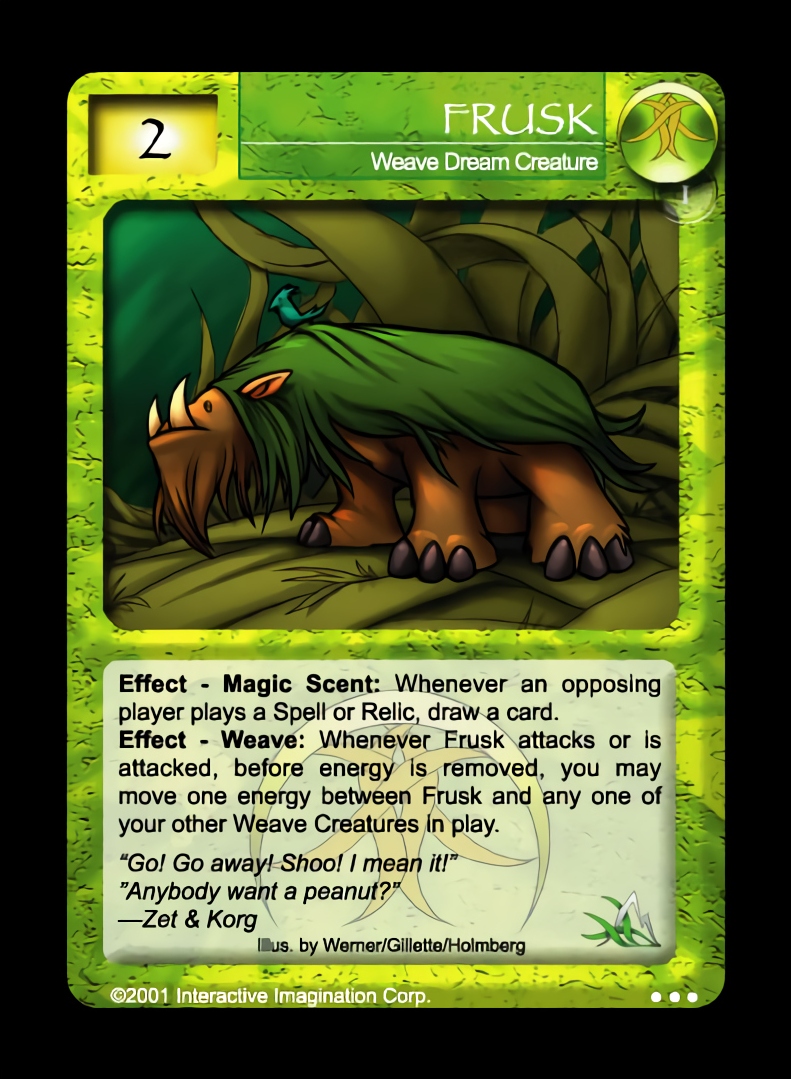 2
FRUSK
Weave Dream Creature
I
Effect - Magic Scent: Whenever an opposing
player plays a Spell or Relic, draw a card.
Effect - Weave: Whenever Frusk attacks or is
attacked, before energy is removed, you may
move one energy between Frusk and any one of
your other Weave Creatures in play.
“Go! Go away! Shoo! I mean it!”
”Anybody want a peanut?”
—Zet & Korg
Illus. by Werner/Gillette/Holmberg
©2001 Interactive Imagination Corp.